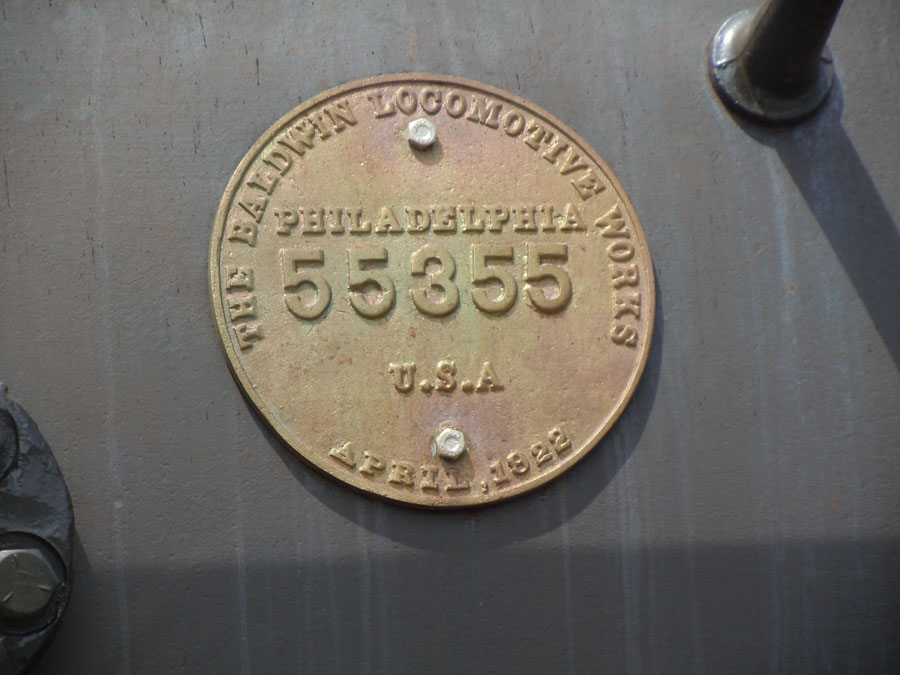 THE BALDWIN LOCOMOTIVE WORKS
PHILADELPHIA
55355
U.S.A
APRIL, 1922